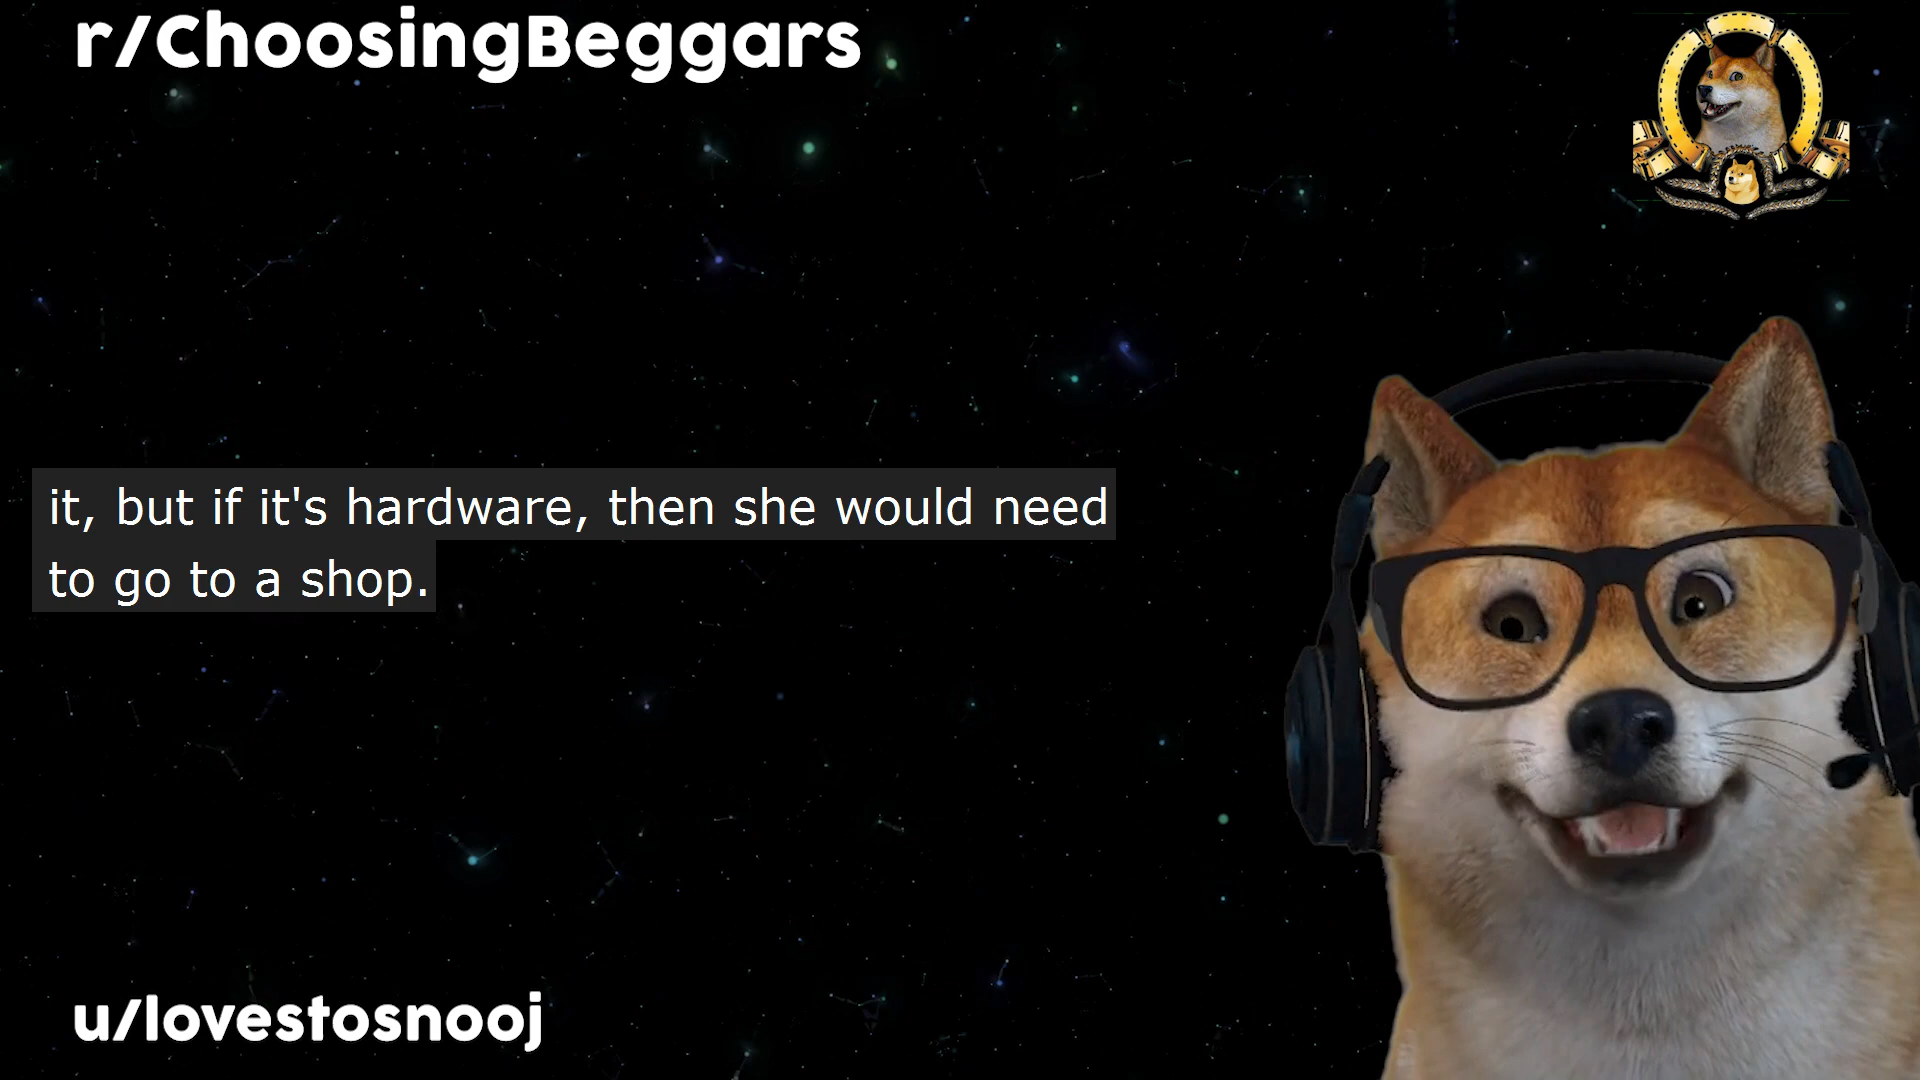 r/ChoosingBeggars
it, but if it's hardware, then she would need
to go to a shop.
u/lovestosnooj